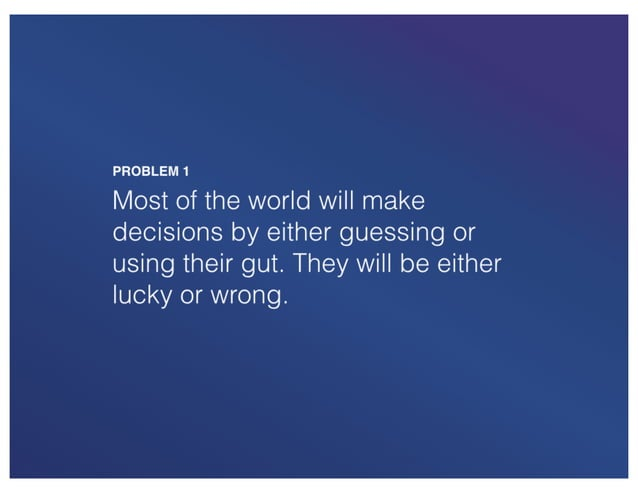 PROBLEM 1
Most of the world will make
decisions by either guessing or
using their gut. They will be either
lucky or wrong.